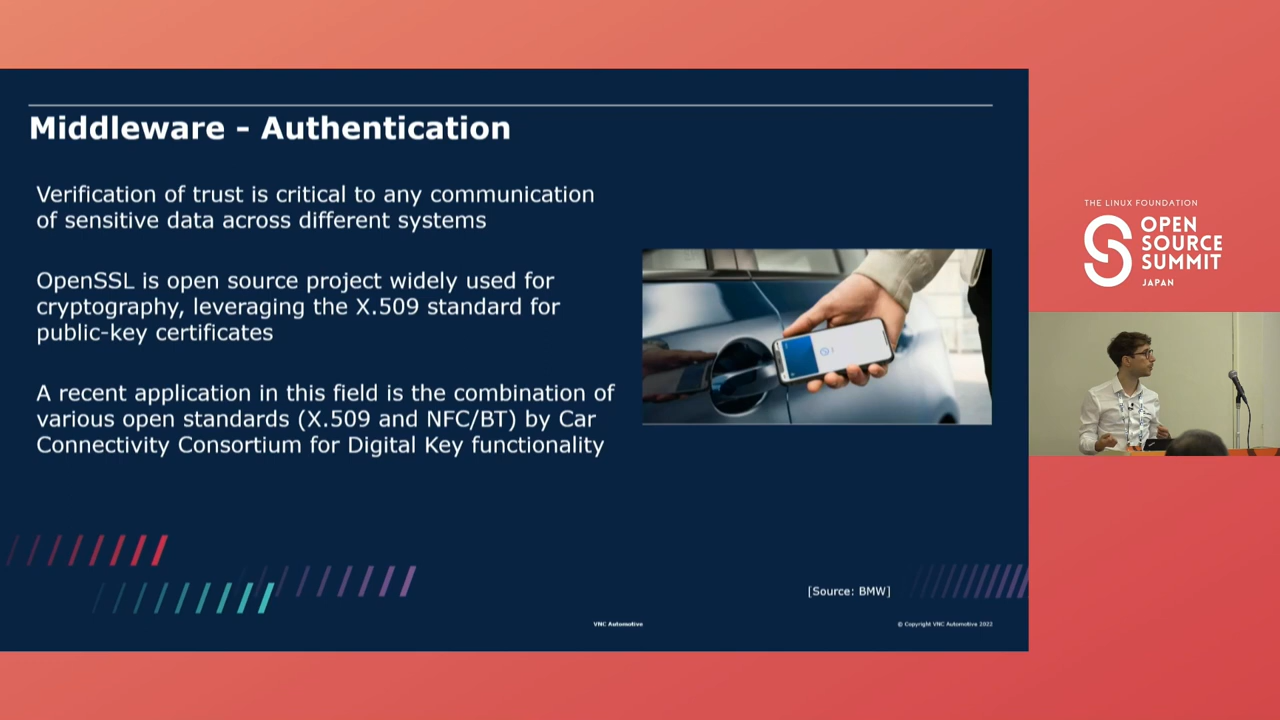 Middleware - Authentication
Verification of trust is critical to any communication
of sensitive data across different systems
OpenSSL is open source project widely used for
cryptography, leveraging the X.509 standard for
public-key certificates
A recent application in this field is the combination of
various open standards (X.509 and NFC/BT) by Car
Connectivity Consortium for Digital Key functionality
[Source: BMW]
VNC Automotive
© Copyright VNC Automotive 2022
THE LINUX FOUNDATION
OPEN
SOURCE
SUMMIT
JAPAN